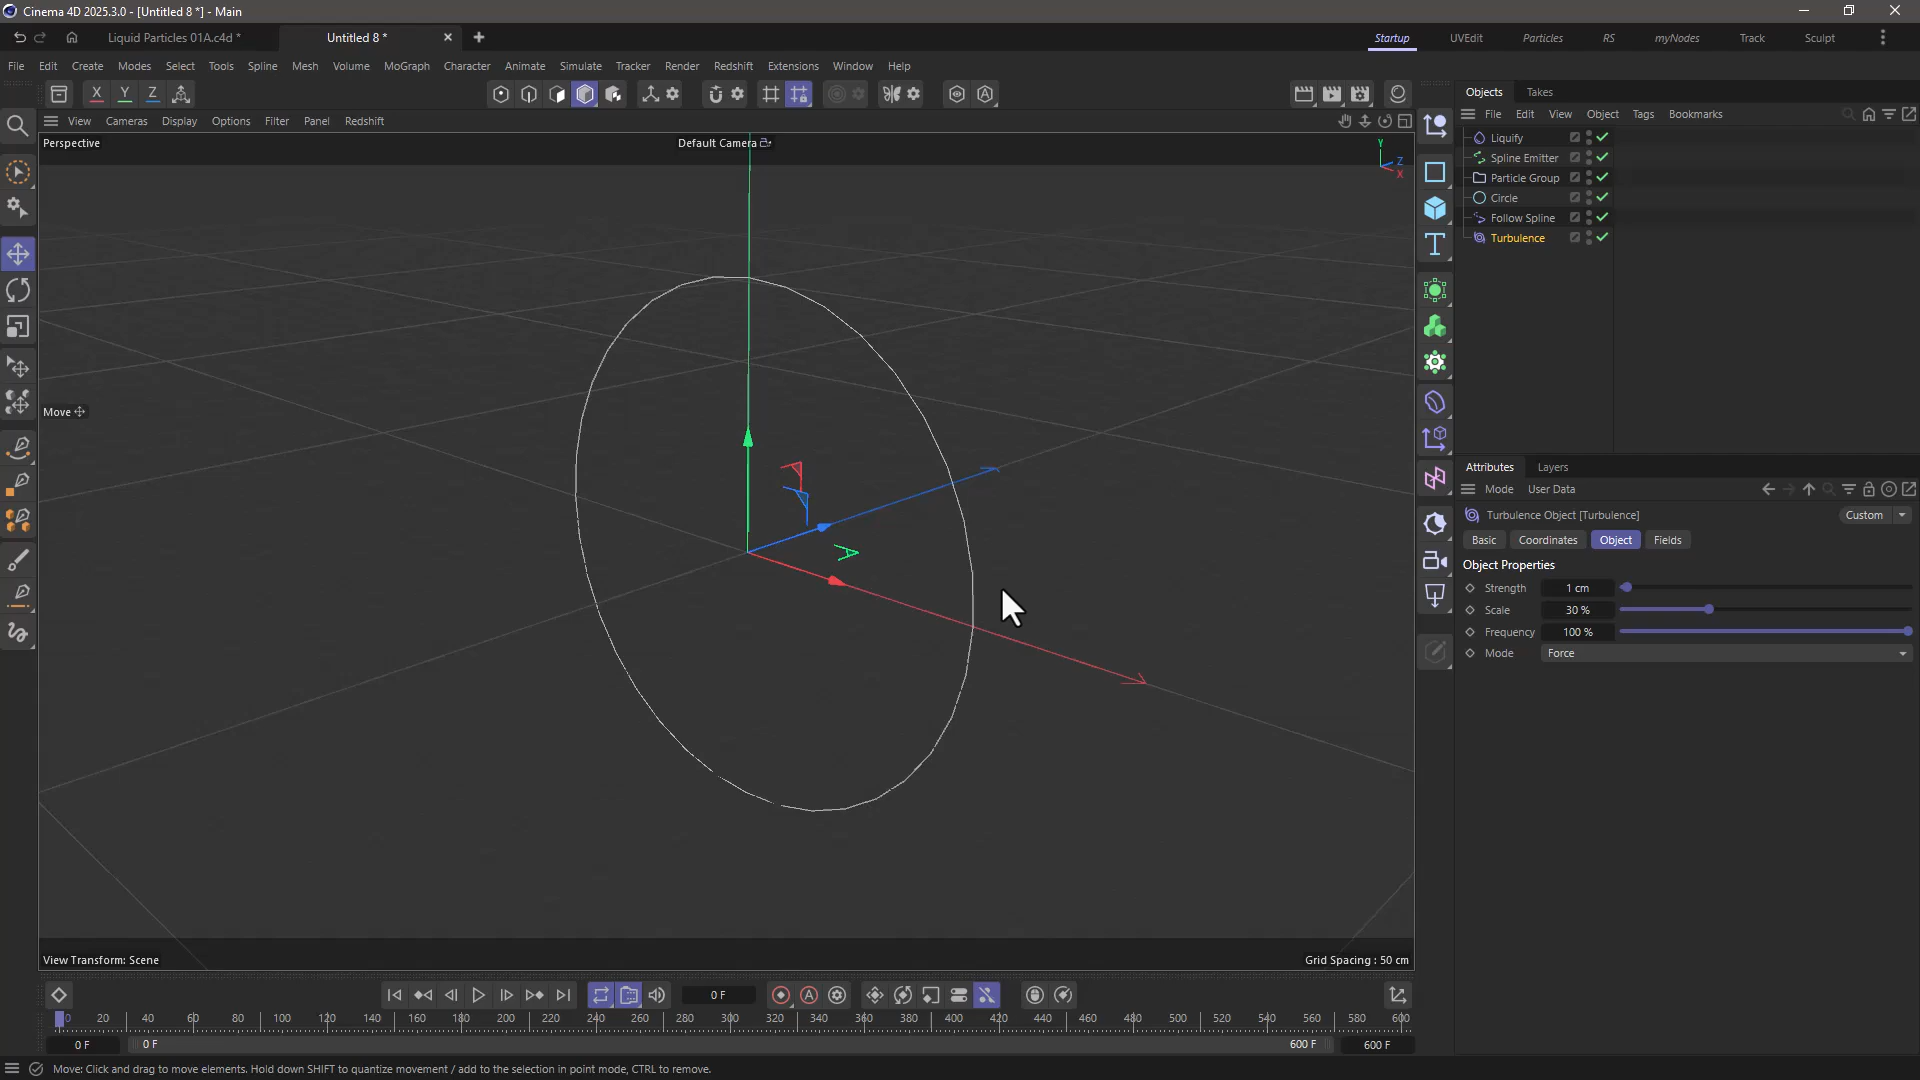 Cinema 4D 2025.3.0 - [Untitled 8 *] - Main
Liquid Particles 01A.c4d *
Untitled 8 *
Startup
UVEdit
Particles
RS
myNodes
Track
Sculpt
File Edit Create Modes Select Tools Spline Mesh Volume MoGraph Character Animate Simulate Tracker Render Redshift Extensions Window Help
X Y Z
View Cameras Display Options Filter Panel Redshift
Perspective
Default Camera
Y
Z
X
Move
View Transform: Scene
Grid Spacing : 50 cm
Objects Takes
File Edit View Object Tags Bookmarks
Liquify
Spline Emitter
Particle Group
Circle
Follow Spline
Turbulence
Attributes Layers
Mode User Data
Turbulence Object [Turbulence]
Custom
Basic Coordinates Object Fields
Object Properties
Strength 1 cm
Scale 30 %
Frequency 100 %
Mode Force
0 F
0 20 40 60 80 100 120 140 160 180 200 220 240 260 280 300 320 340 360 380 400 420 440 460 480 500 520 540 560 580 600
0 F 0 F 600 F 600 F
Move: Click and drag to move elements. Hold down SHIFT to quantize movement / add to the selection in point mode, CTRL to remove.